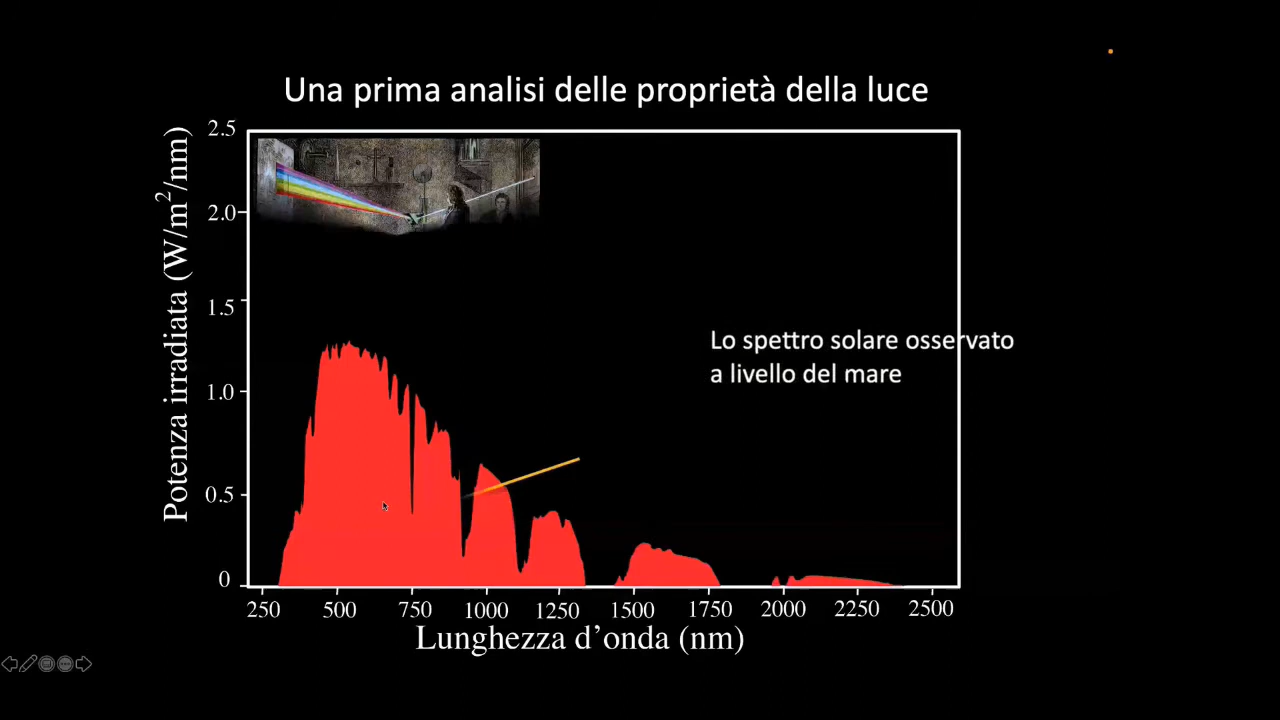 Una prima analisi delle proprietà della luce
Potenza irradiata (W/m²/nm)
2.5
2.0
1.5
1.0
0.5
0
Lo spettro solare osservato
a livello del mare
250 500 750 1000 1250 1500 1750 2000 2250 2500
Lunghezza d’onda (nm)